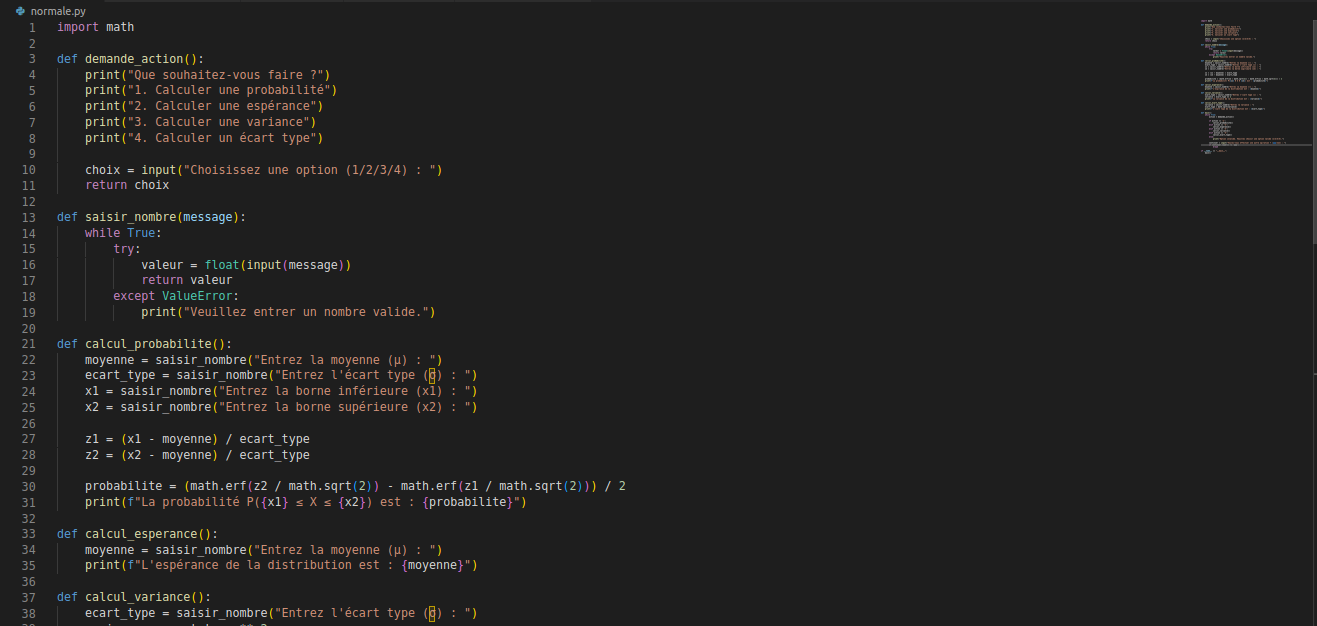 normale.py
1 import math
2
3 def demande_action():
4     print("Que souhaitez-vous faire ?")
5     print("1. Calculer une probabilité")
6     print("2. Calculer une espérance")
7     print("3. Calculer une variance")
8     print("4. Calculer un écart type")
9
10     choix = input("Choisissez une option (1/2/3/4) : ")
11     return choix
12
13 def saisir_nombre(message):
14     while True:
15         try:
16             valeur = float(input(message))
17             return valeur
18         except ValueError:
19             print("Veuillez entrer un nombre valide.")
20
21 def calcul_probabilite():
22     moyenne = saisir_nombre("Entrez la moyenne (μ) : ")
23     ecart_type = saisir_nombre("Entrez l'écart type (σ) : ")
24     x1 = saisir_nombre("Entrez la borne inférieure (x1) : ")
25     x2 = saisir_nombre("Entrez la borne supérieure (x2) : ")
26
27     z1 = (x1 - moyenne) / ecart_type
28     z2 = (x2 - moyenne) / ecart_type
29
30     probabilite = (math.erf(z2 / math.sqrt(2)) - math.erf(z1 / math.sqrt(2))) / 2
31     print(f"La probabilité P({x1} ≤ X ≤ {x2}) est : {probabilite}")
32
33 def calcul_esperance():
34     moyenne = saisir_nombre("Entrez la moyenne (μ) : ")
35     print(f"L'espérance de la distribution est : {moyenne}")
36
37 def calcul_variance():
38     ecart_type = saisir_nombre("Entrez l'écart type (σ) : ")